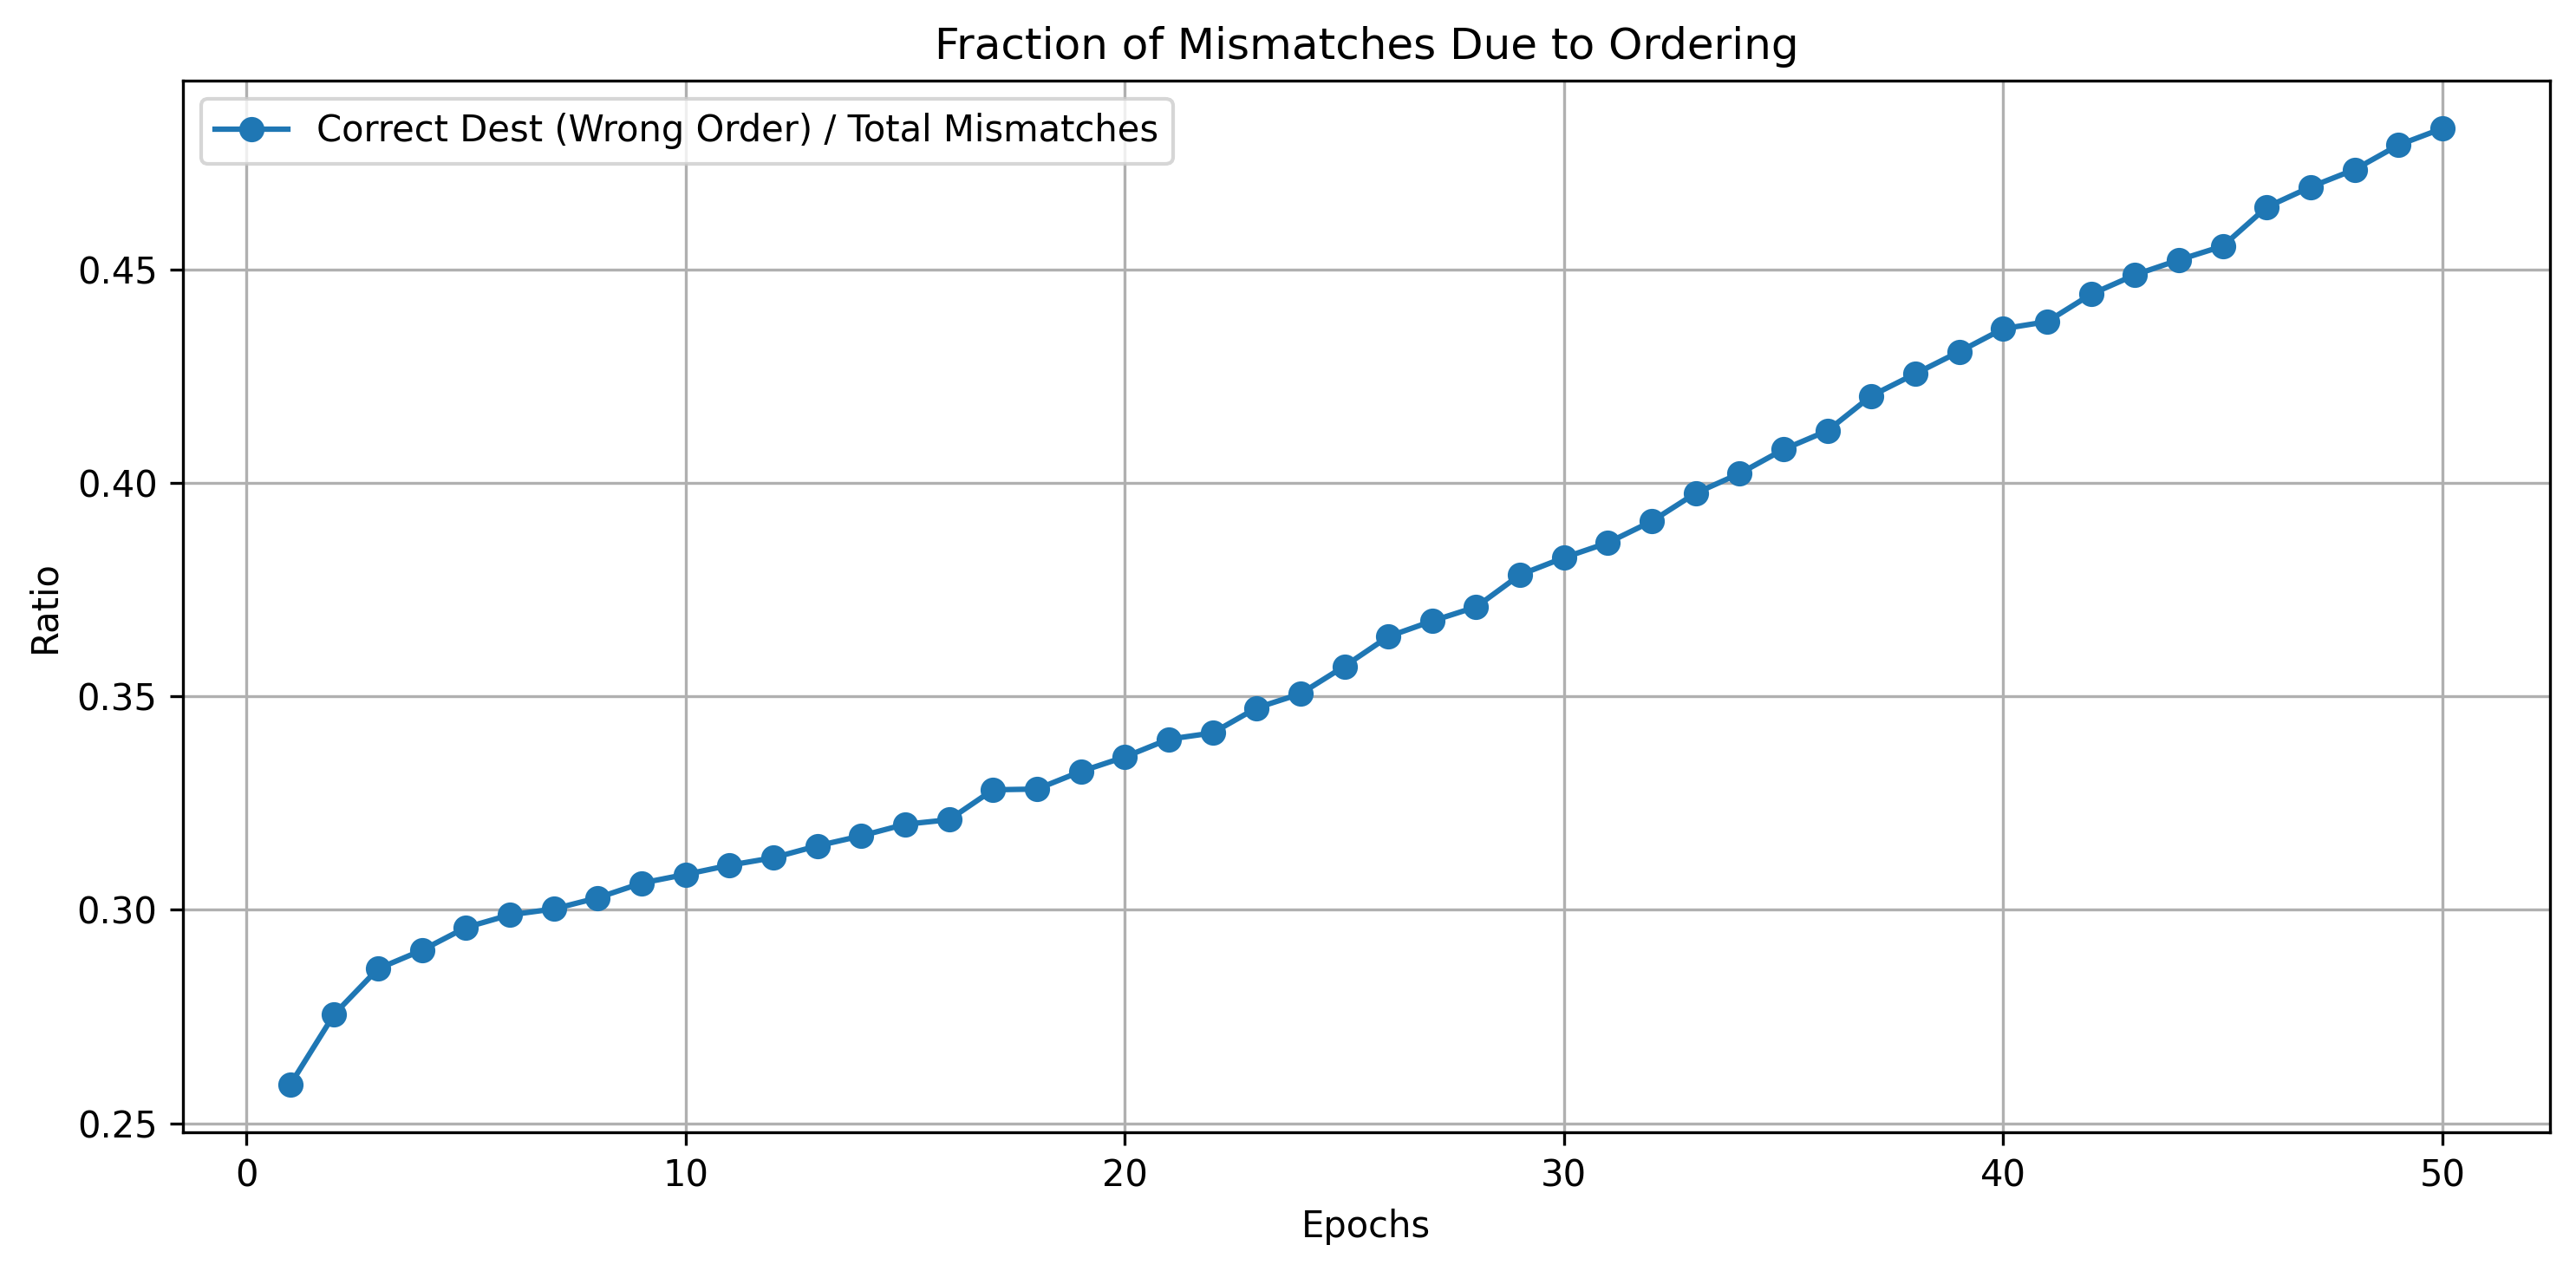 Fraction of Mismatches Due to Ordering
Correct Dest (Wrong Order) / Total Mismatches
Ratio
0.45
0.40
0.35
0.30
0.25
0
10
20
30
40
50
Epochs